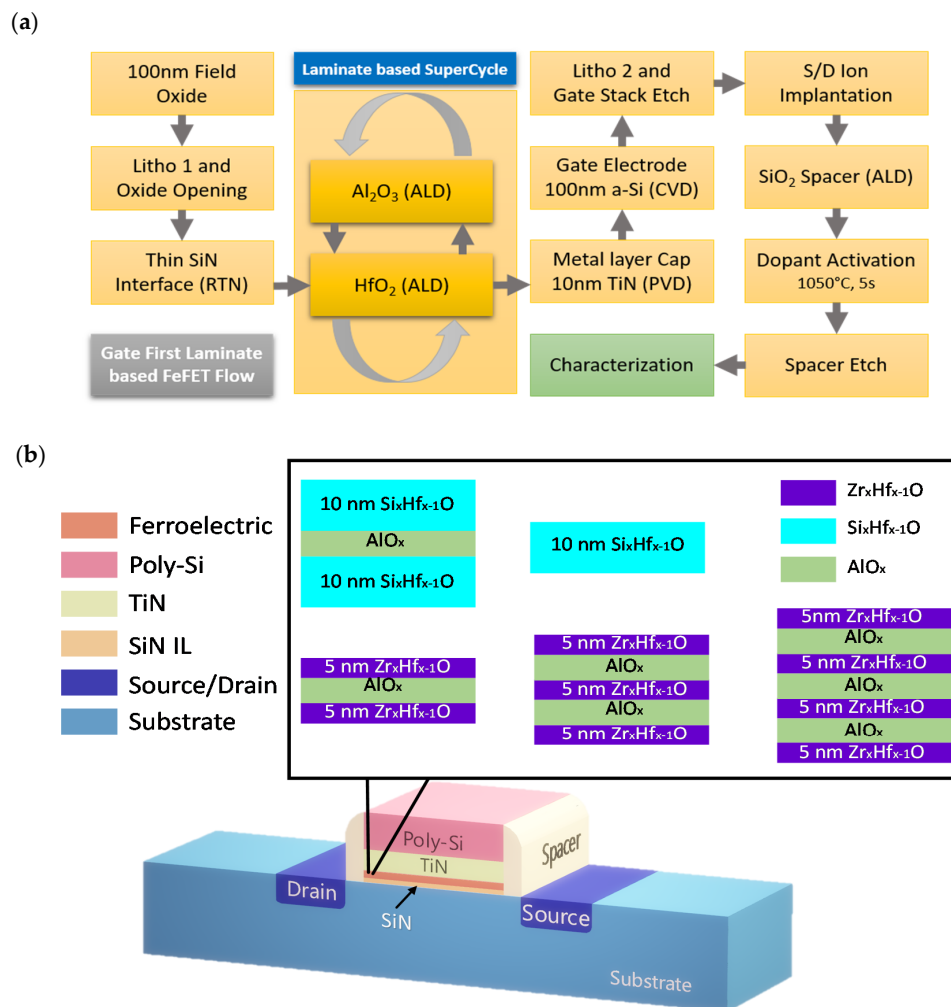 (a)
100nm Field
Oxide
Litho 1 and
Oxide Opening
Thin SiN
Interface (RTN)
Gate First Laminate
based FeFET Flow
Laminate based SuperCycle
Al₂O₃ (ALD)
HfO₂ (ALD)
Litho 2 and
Gate Stack Etch
Gate Electrode
100nm a-Si (CVD)
Metal layer Cap
10nm TiN (PVD)
Characterization
S/D Ion
Implantation
SiO₂ Spacer (ALD)
Dopant Activation
1050°C, 5s
Spacer Etch
(b)
Ferroelectric
Poly-Si
TiN
SiN IL
Source/Drain
Substrate
10 nm SiₓHfₓ₋₁O
AlOₓ
10 nm SiₓHfₓ₋₁O
10 nm SiₓHfₓ₋₁O
ZrₓHfₓ₋₁O
SiₓHfₓ₋₁O
AlOₓ
5 nm ZrₓHfₓ₋₁O
AlOₓ
5 nm ZrₓHfₓ₋₁O
5 nm ZrₓHfₓ₋₁O
AlOₓ
5 nm ZrₓHfₓ₋₁O
AlOₓ
5 nm ZrₓHfₓ₋₁O
5nm ZrₓHfₓ₋₁O
AlOₓ
5 nm ZrₓHfₓ₋₁O
AlOₓ
5 nm ZrₓHfₓ₋₁O
AlOₓ
5 nm ZrₓHfₓ₋₁O
Poly-Si
TiN
Spacer
Drain
SiN
Source
Substrate